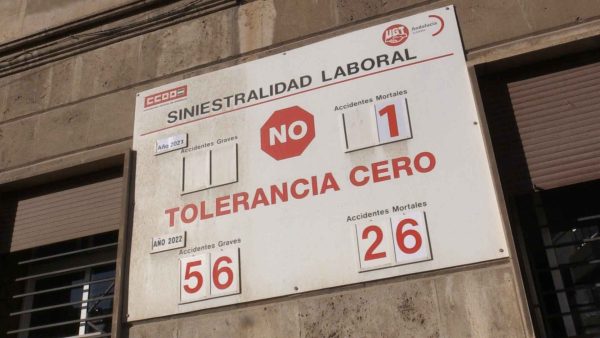 CCOO
UGT
Andalucía
SINIESTRALIDAD LABORAL
Año 2023
Accidentes Graves
NO
Accidentes Mortales
1
TOLERANCIA CERO
AÑO 2022
Accidentes Graves
56
Accidentes Mortales
26